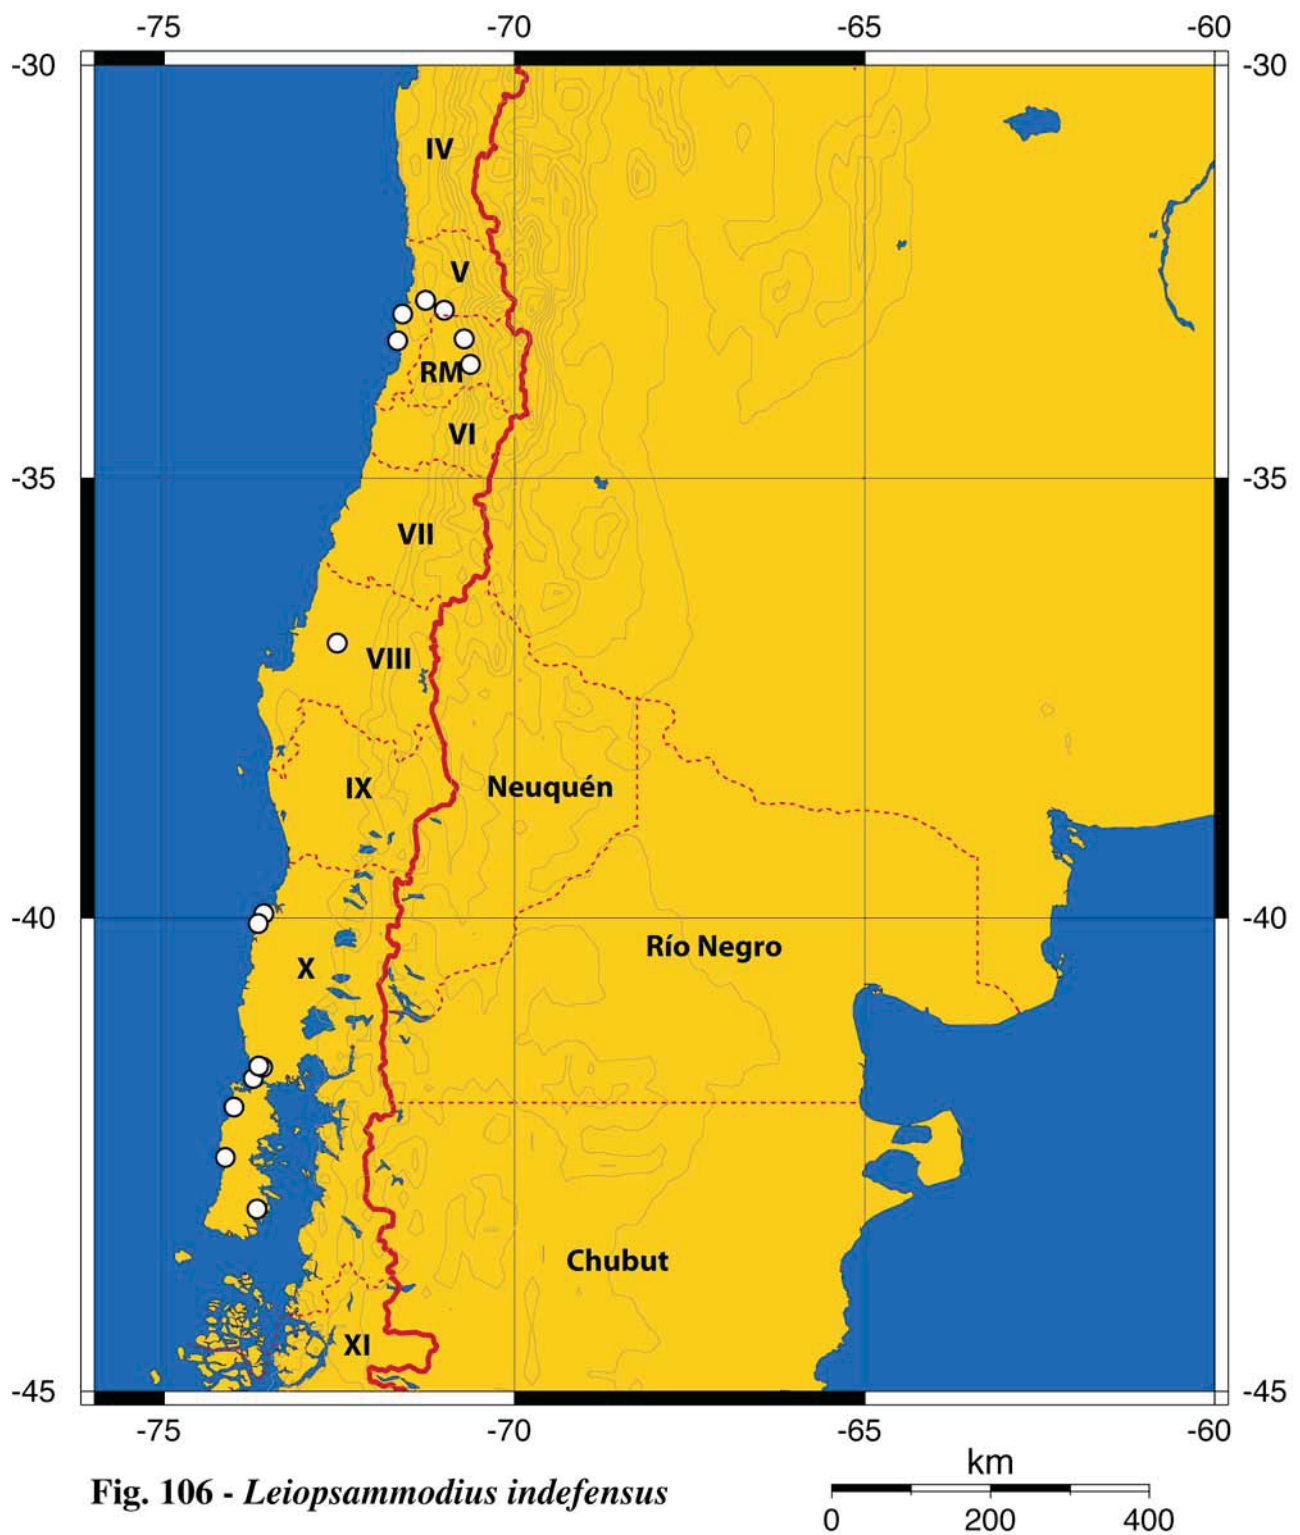 -75 -70 -65 -60
-30 -30
IV
V
RM
VI
-35 -35
VII
VIII
IX Neuquén
-40 -40
Río Negro
X
Chubut
XI
-45 -45
-75 -70 -65 -60
km
Fig. 106 - Leiopsammodius indefensus
0 200 400